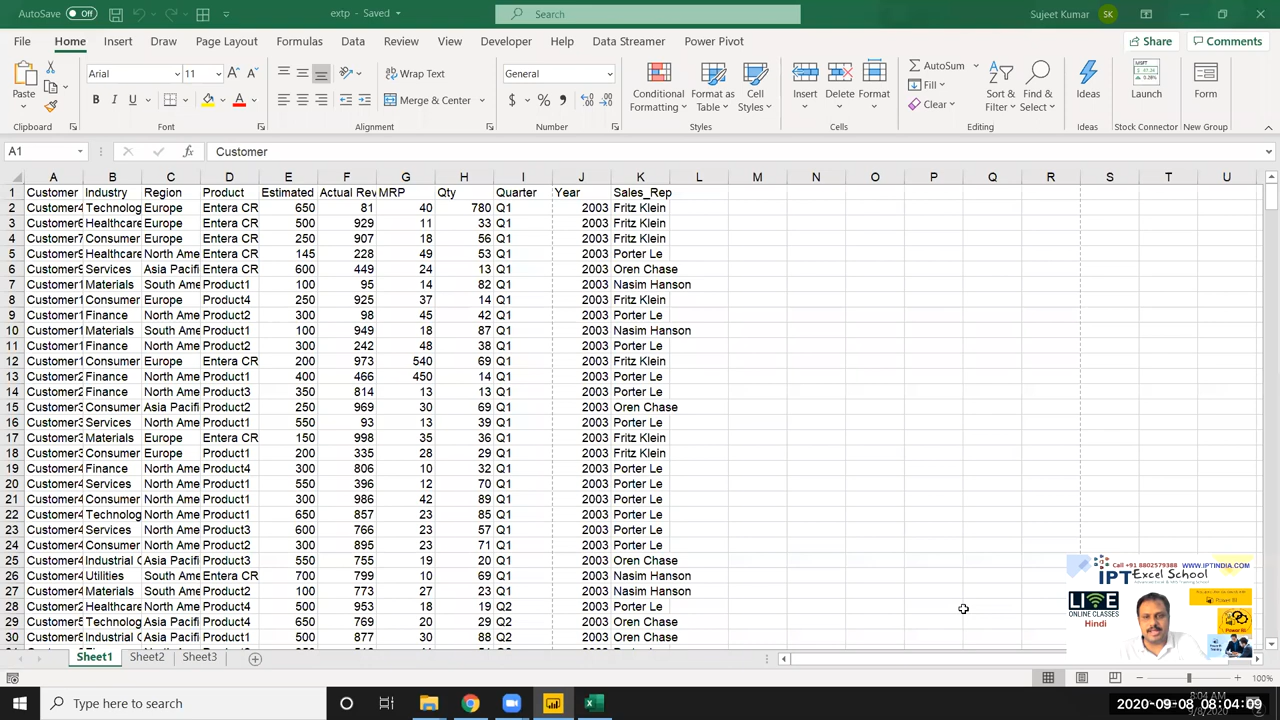 AutoSave Off extp - Saved Search Sujeet Kumar SK
File Home Insert Draw Page Layout Formulas Data Review View Developer Help Data Streamer Power Pivot Share Comments
Paste Arial 11 Wrap Text General Conditional Formatting Format as Table Cell Styles Insert Delete Format AutoSum Fill Clear Sort & Filter Find & Select Ideas Launch Form
B I U Merge & Center $ %
Clipboard Font Alignment Number Styles Cells Editing Ideas Stock Connector New Group
A1 fx Customer
A B C D E F G H I J K L M N O P Q R S T U
1 Customer Industry Region Product Estimated Actual Rev MRP Qty Quarter Year Sales_Rep
2 Customer4 Technolog Europe Entera CR 650 81 40 780 Q1 2003 Fritz Klein
3 Customer6 Healthcare Europe Entera CR 500 929 11 33 Q1 2003 Fritz Klein
4 Customer7 Consumer Europe Entera CR 250 907 18 56 Q1 2003 Fritz Klein
5 Customer9 Healthcare North Ame Entera CR 145 228 49 53 Q1 2003 Porter Le
6 Customer9 Services Asia Pacifi Entera CR 600 449 24 13 Q1 2003 Oren Chase
7 Customer1 Materials South Ame Product1 100 95 14 82 Q1 2003 Nasim Hanson
8 Customer1 Consumer Europe Product4 250 925 37 14 Q1 2003 Fritz Klein
9 Customer1 Finance North Ame Product2 300 98 45 42 Q1 2003 Porter Le
10 Customer1 Materials South Ame Product1 100 949 18 87 Q1 2003 Nasim Hanson
11 Customer1 Finance North Ame Product2 300 242 48 38 Q1 2003 Porter Le
12 Customer1 Consumer Europe Entera CR 200 973 540 69 Q1 2003 Fritz Klein
13 Customer2 Finance North Ame Product1 400 466 450 14 Q1 2003 Porter Le
14 Customer2 Finance North Ame Product3 350 814 13 13 Q1 2003 Porter Le
15 Customer3 Consumer Asia Pacifi Product2 250 969 30 69 Q1 2003 Oren Chase
16 Customer3 Services North Ame Product1 550 93 13 39 Q1 2003 Porter Le
17 Customer3 Materials Europe Entera CR 150 998 35 36 Q1 2003 Fritz Klein
18 Customer3 Consumer Europe Product1 200 335 28 29 Q1 2003 Fritz Klein
19 Customer4 Finance North Ame Product4 300 806 10 32 Q1 2003 Porter Le
20 Customer4 Services North Ame Product1 550 396 12 70 Q1 2003 Porter Le
21 Customer4 Consumer North Ame Product1 300 986 42 89 Q1 2003 Porter Le
22 Customer4 Technolog North Ame Product1 650 857 23 85 Q1 2003 Porter Le
23 Customer4 Services North Ame Product3 600 766 23 57 Q1 2003 Porter Le
24 Customer4 Consumer North Ame Product2 300 895 23 71 Q1 2003 Porter Le
25 Customer4 Industrial G Asia Pacifi Product3 550 755 19 20 Q1 2003 Oren Chase
26 Customer4 Utilities South Ame Entera CR 700 799 10 69 Q1 2003 Nasim Hanson
27 Customer4 Materials South Ame Product2 100 773 27 23 Q1 2003 Nasim Hanson
28 Customer2 Healthcare North Ame Product4 500 953 18 19 Q2 2003 Porter Le
29 Customer5 Technolog Asia Pacifi Product4 650 769 20 29 Q2 2003 Oren Chase
30 Customer8 Industrial G Asia Pacifi Product1 500 877 30 88 Q2 2003 Oren Chase
Call +91 8802579388 WWW.IPTINDIA.COM
IPT Excel School
LIVE
ONLINE CLASSES
Hindi
Power BI
Sheet1 Sheet2 Sheet3
100%
Type here to search
8:04 AM
9/8/2020
2020-09-08 08:04:09